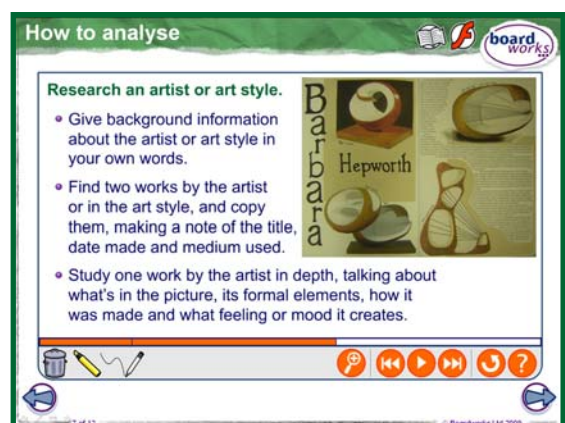 How to analyse
board
works
Research an artist or art style.
Give background information
about the artist or art style in
your own words.
Find two works by the artist
or in the art style, and copy
them, making a note of the title,
date made and medium used.
Study one work by the artist in depth, talking about
what's in the picture, its formal elements, how it
was made and what feeling or mood it creates.
Barbara
Hepworth
?